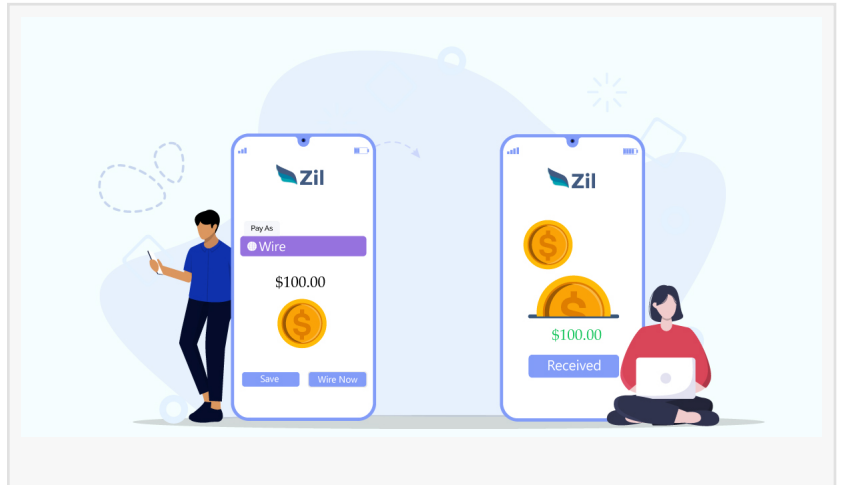 Zil
Pay As
Wire
$100.00
Save
Wire Now
Zil
$100.00
Received